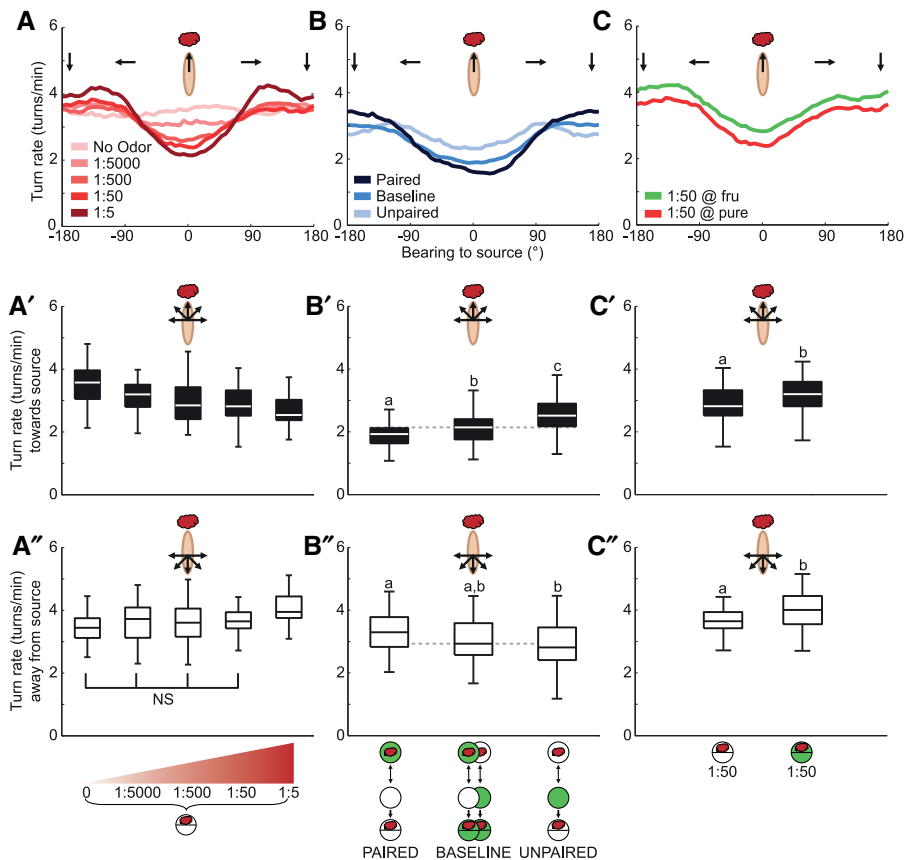 A
B
C
Turn rate (turns/min)
6
4
2
0
No Odor
1:5000
1:500
1:50
1:5
-180 -90 0 90 180
6
4
2
0
Paired
Baseline
Unpaired
-180 -90 0 90 180
Bearing to source (°)
6
4
2
0
1:50 @ fru
1:50 @ pure
-180 -90 0 90 180
A′
B′
C′
Turn rate (turns/min)
towards source
6
4
2
0
6
4
2
0
a
b
c
6
4
2
0
a
b
A″
B″
C″
Turn rate (turns/min)
away from source
6
4
2
0
NS
6
4
2
0
a
a,b
b
6
4
2
0
a
b
0 1:5000 1:500 1:50 1:5
PAIRED BASELINE UNPAIRED
1:50 1:50